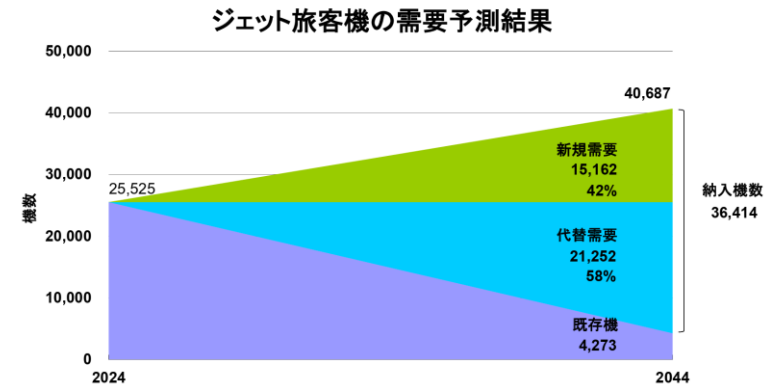 ジェット旅客機の需要予測結果
50,000
40,687
40,000
新規需要
15,162
42%
30,000
25,525
納入機数
36,414
機数
代替需要
21,252
58%
20,000
10,000
既存機
4,273
0
2024
2044